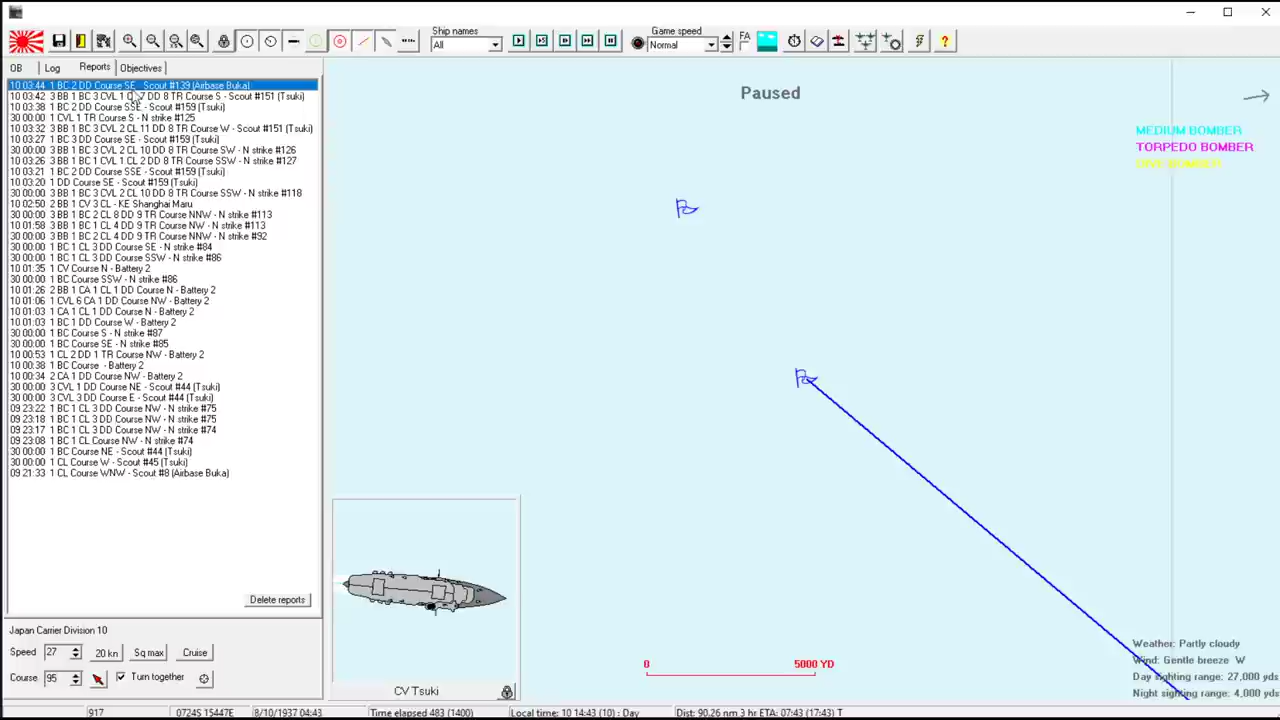 Ship names
All
Game speed
Normal
FA
OB Log Reports Objectives
10 03:44 1 BC 2 DD Course SE - Scout #139 (Airbase Buka)
10 03:42 3 BB 1 BC 3 CVL 1 7 DD 8 TR Course S - Scout #151 (Tsuki)
10 03:38 1 BC 2 DD Course SSE - Scout #159 (Tsuki)
30 00:00 1 CVL 1 TR Course S - N strike #125
10 03:32 3 BB 1 BC 3 CVL 2 CL 11 DD 8 TR Course W - Scout #151 (Tsuki)
10 03:27 1 BC 3 DD Course SE - Scout #159 (Tsuki)
30 00:00 3 BB 1 BC 3 CVL 2 CL 10 DD 8 TR Course SW - N strike #126
10 03:26 3 BB 1 BC 1 CVL 1 CL 2 DD 8 TR Course SSW - N strike #127
10 03:21 1 BC 2 DD Course SSE - Scout #159 (Tsuki)
10 03:20 1 DD Course SE - Scout #159 (Tsuki)
30 00:00 3 BB 1 BC 3 CVL 2 CL 10 DD 8 TR Course SSW - N strike #118
10 02:50 2 BB 1 CV 3 CL - KE Shanghai Maru
30 00:00 3 BB 1 BC 2 CL 8 DD 9 TR Course NNW - N strike #113
10 01:58 3 BB 1 BC 1 CL 4 DD 9 TR Course NW - N strike #113
30 00:00 3 BB 1 BC 2 CL 4 DD 9 TR Course NNW - N strike #92
30 00:00 1 BC 1 CL 3 DD Course SE - N strike #84
30 00:00 1 BC 1 CL 3 DD Course SSW - N strike #86
10 01:35 1 CV Course N - Battery 2
30 00:00 1 BC Course SSW - N strike #86
10 01:26 2 BB 1 CA 1 CL 1 DD Course N - Battery 2
10 01:06 1 CVL 6 CA 1 DD Course NW - Battery 2
10 01:03 1 CA 1 CL 1 DD Course N - Battery 2
10 01:03 1 BC 1 DD Course W - Battery 2
30 00:00 1 BC Course S - N strike #87
30 00:00 1 BC Course SE - N strike #85
10 00:53 1 CL 2 DD 1 TR Course NW - Battery 2
10 00:38 1 BC Course - Battery 2
10 00:34 2 CA 1 DD Course NW - Battery 2
30 00:00 3 CVL 1 DD Course NE - Scout #44 (Tsuki)
30 00:00 3 CVL 3 DD Course E - Scout #44 (Tsuki)
09 23:22 1 BC 1 CL 3 DD Course NW - N strike #75
09 23:18 1 BC 1 CL 3 DD Course NW - N strike #75
09 23:17 1 BC 1 CL 3 DD Course NW - N strike #74
09 23:08 1 BC 1 CL Course NW - N strike #74
30 00:00 1 BC Course NE - Scout #44 (Tsuki)
30 00:00 1 CL Course W - Scout #45 (Tsuki)
09 21:33 1 CL Course WNW - Scout #8 (Airbase Buka)
Delete reports
Japan Carrier Division 10
Speed 27 20 kn Sq max Cruise
Course 95 Turn together
CV Tsuki
Paused
MEDIUM BOMBER
TORPEDO BOMBER
DIVE BOMBER
0 5000 YD
Weather: Partly cloudy
Wind: Gentle breeze W
Day sighting range: 27,000 yds
Night sighting range: 4,000 yds
917 0724S 15447E 8/10/1937 04:43 Time elapsed 483 (1400) Local time: 10 14:43 (10) : Day Dist: 90.26 nm 3 hr ETA: 07:43 (17:43) T